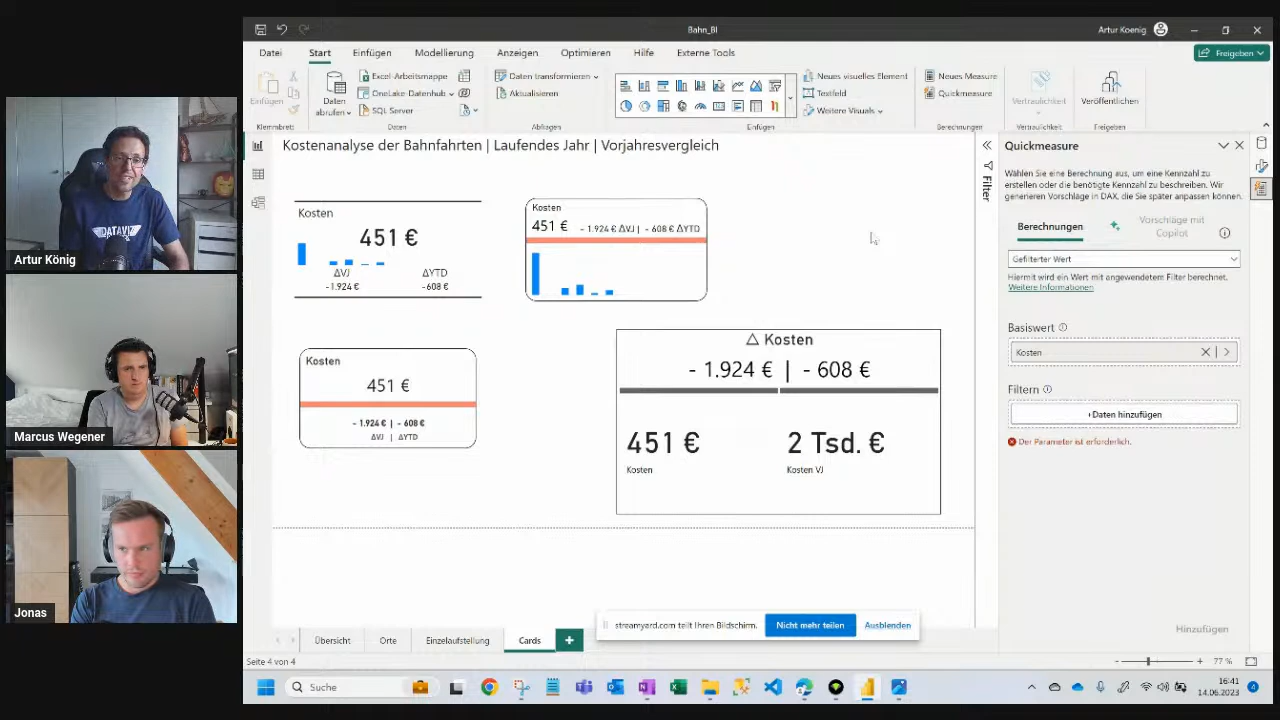 Artur König
Marcus Wegener
Jonas
DATAVIZ
Bahn_BI
Artur Koenig
Datei
Start
Einfügen
Modellierung
Anzeigen
Optimieren
Hilfe
Externe Tools
Freigeben
Einfügen
Daten abrufen
Excel-Arbeitsmappe
OneLake-Datenhub
SQL Server
Daten transformieren
Aktualisieren
Neues visuelles Element
Textfeld
Weitere Visuals
Neues Measure
Quickmeasure
Vertraulichkeit
Veröffentlichen
Daten
Abfragen
Einfügen
Berechnungen
Vertraulichkeit
Freigeben
Kostenanalyse der Bahnfahrten | Laufendes Jahr | Vorjahresvergleich
Kosten
451 €
ΔVJ
ΔYTD
-1.924 €
-608 €
Kosten
451 €
- 1.924 € ΔVJ | - 608 € ΔYTD
Kosten
451 €
- 1.924 € | - 608 €
ΔVJ | ΔYTD
△ Kosten
- 1.924 € | - 608 €
451 €
Kosten
2 Tsd. €
Kosten VJ
Filter
Quickmeasure
Wählen Sie eine Berechnung aus, um eine Kennzahl zu
erstellen oder die benötigte Kennzahl zu beschreiben. Wir
generieren Vorschläge in DAX, die Sie später anpassen können.
Berechnungen
Vorschläge mit
Copilot
Gefilterter Wert
Hiermit wird ein Wert mit angewendetem Filter berechnet.
Weitere Informationen
Basiswert
Kosten
Filtern
+Daten hinzufügen
Der Parameter ist erforderlich.
Hinzufügen
streamyard.com teilt Ihren Bildschirm.
Nicht mehr teilen
Ausblenden
Übersicht
Orte
Einzelaufstellung
Cards
Seite 4 von 4
77 %
Suche
16:41
14.06.2023